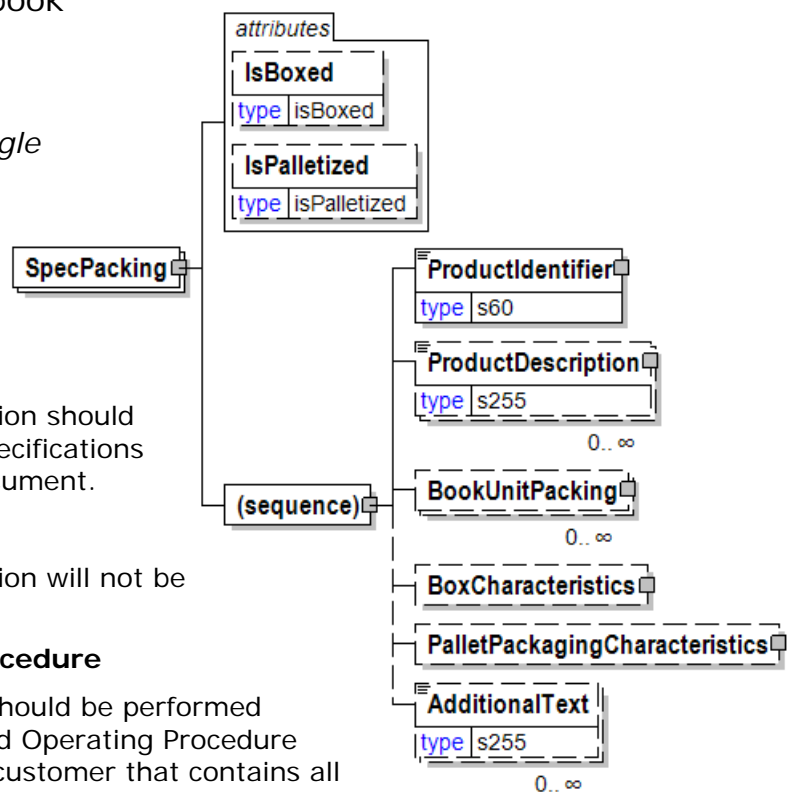 book
attributes
IsBoxed
type isBoxed
gle
IsPalletized
type isPalletized
SpecPacking
ProductIdentifier
type s60
ProductDescription
type s255
0.. ∞
ion should
ecifications
ument.
(sequence)
BookUnitPacking
0.. ∞
ion will not be
BoxCharacteristics
cedure
PalletPackagingCharacteristics
hould be performed
d Operating Procedure
customer that contains all
AdditionalText
type s255
0.. ∞